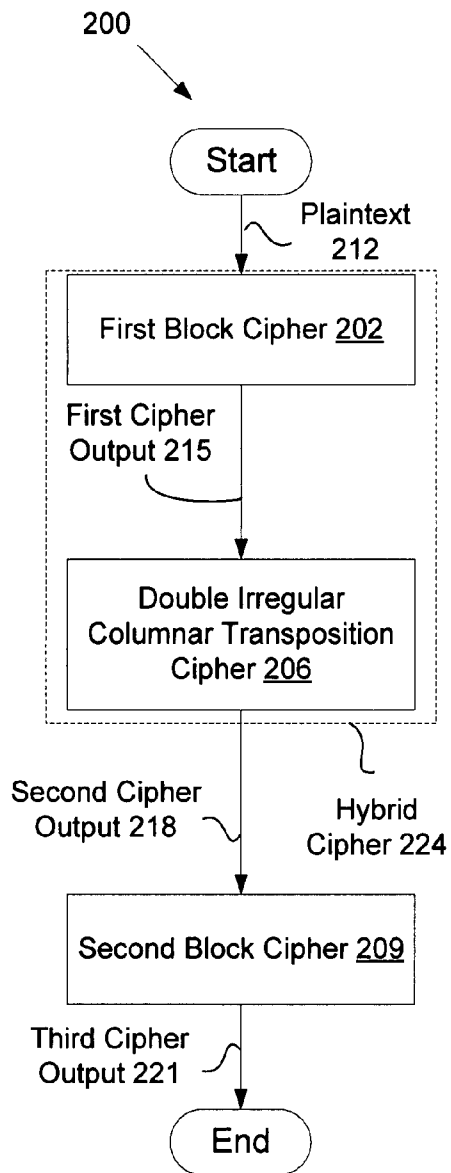 200
Start
Plaintext
212
First Block Cipher 202
First Cipher
Output 215
Double Irregular
Columnar Transposition
Cipher 206
Second Cipher
Output 218
Hybrid
Cipher 224
Second Block Cipher 209
Third Cipher
Output 221
End